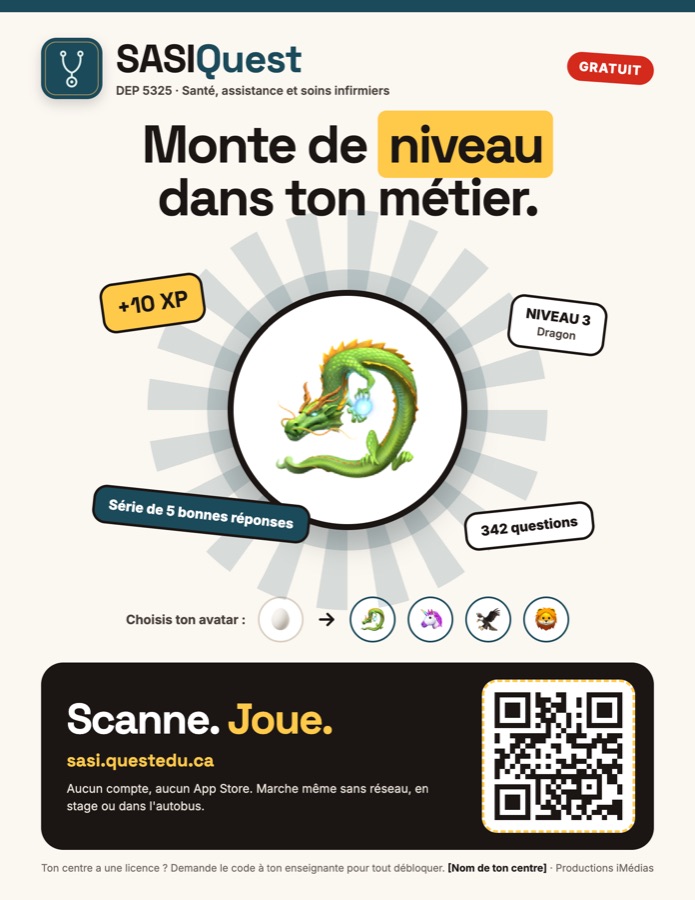 SASIQuest
DEP 5325 · Santé, assistance et soins infirmiers
GRATUIT
Monte de niveau
dans ton métier.
+10 XP
NIVEAU 3
Dragon
Série de 5 bonnes réponses
342 questions
Choisis ton avatar :
Scanne. Joue.
sasi.questedu.ca
Aucun compte, aucun App Store. Marche même sans réseau, en
stage ou dans l'autobus.
Ton centre a une licence ? Demande le code à ton enseignante pour tout débloquer. [Nom de ton centre] · Productions iMédias